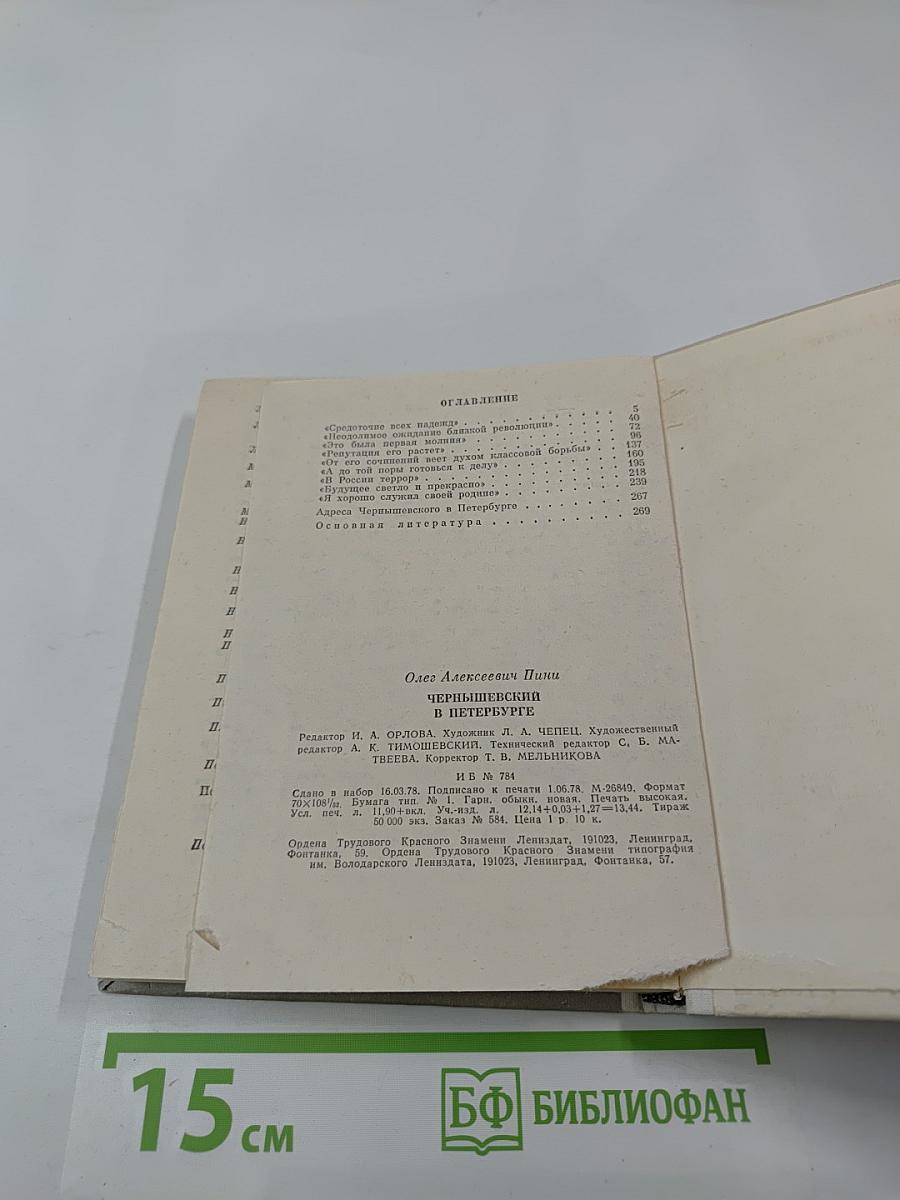 ОГЛАВЛЕНИЕ
«Средоточие всех надежд» . . . . . . . . . . 5
«Неодолимое ожидание близкой революции» . . . . 40
«Это была первая молния» . . . . . . . . . . 72
«Репутация его растет» . . . . . . . . . . 96
«От его сочинений веет духом классовой борьбы» . . 137
«А до той поры готовься к делу» . . . . . . . . 160
«В России террор» . . . . . . . . . . 195
«Будущее светло и прекрасно» . . . . . . . . 218
«Я хорошо служил своей родине» . . . . . . . . 239
Адреса Чернышевского в Петербурге . . . . . . . 267
Основная литература . . . . . . . . . . 269
Олег Алексеевич Пини
ЧЕРНЫШЕВСКИЙ
В ПЕТЕРБУРГЕ
Редактор И. А. ОРЛОВА. Художник Л. А. ЧЕПЕЦ. Художественный
редактор А. К. ТИМОШЕВСКИЙ. Технический редактор С. Б. МА-
ТВЕЕВА. Корректор Т. В. МЕЛЬНИКОВА
ИБ № 784
Сдано в набор 16.03.78. Подписано к печати 1.06.78. М-26849. Формат
70×108¹/₃₂. Бумага тип. № 1. Гарн. обыкн. новая. Печать высокая.
Усл. печ. л. 11,90+вкл. Уч.-изд. л. 12,14+0,03+1,27=13,44. Тираж
50 000 экз. Заказ № 584. Цена 1 р. 10 к.
Ордена Трудового Красного Знамени Лениздат, 191023, Ленинград,
Фонтанка, 59. Ордена Трудового Красного Знамени типография
им. Володарского Лениздата, 191023, Ленинград, Фонтанка, 57.
15 см
БФ БИБЛИОФАН